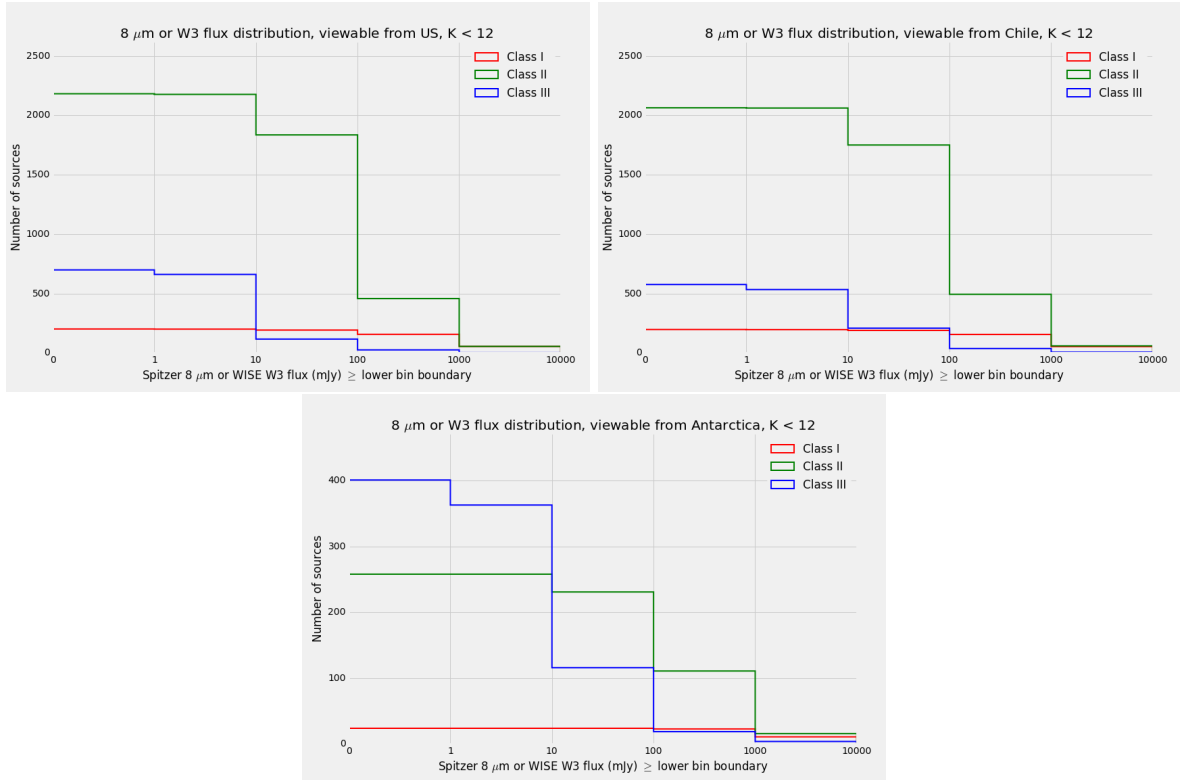 8 μm or W3 flux distribution, viewable from US, K < 12
2500
2000
1500
1000
500
0
Number of sources
Class I
Class II
Class III
0 1 10 100 1000 10000
Spitzer 8 μm or WISE W3 flux (mJy) ≥ lower bin boundary
8 μm or W3 flux distribution, viewable from Chile, K < 12
2500
2000
1500
1000
500
0
Number of sources
Class I
Class II
Class III
0 1 10 100 1000 10000
Spitzer 8 μm or WISE W3 flux (mJy) ≥ lower bin boundary
8 μm or W3 flux distribution, viewable from Antarctica, K < 12
400
300
200
100
0
Number of sources
Class I
Class II
Class III
0 1 10 100 1000 10000
Spitzer 8 μm or WISE W3 flux (mJy) ≥ lower bin boundary